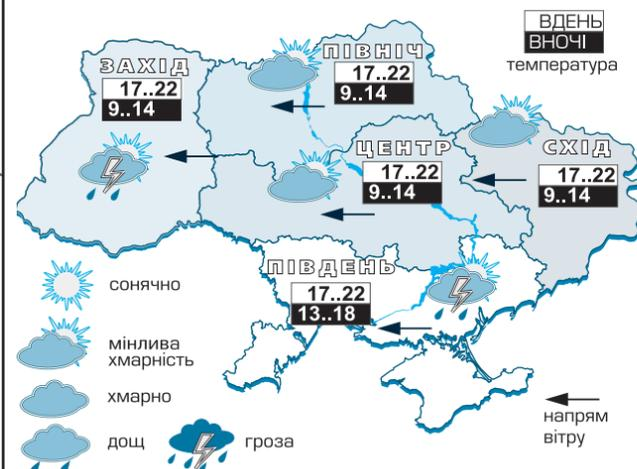 ВДЕНЬ
ВНОЧІ
температура
ЗАХІД
17..22
9..14
ПІВНІЧ
17..22
9..14
ЦЕНТР
17..22
9..14
СХІД
17..22
9..14
ПІВДЕНЬ
17..22
13..18
сонячно
мінлива
хмарність
хмарно
дощ
гроза
напрям
вітру